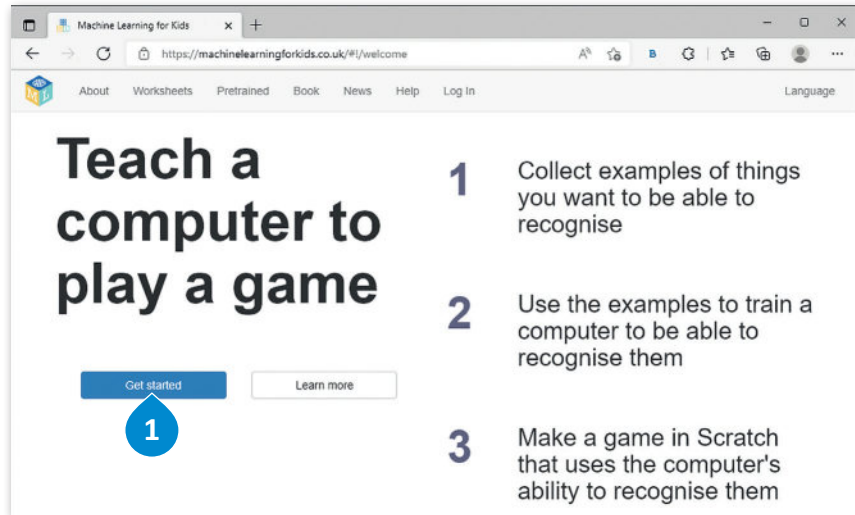 Machine Learning for Kids
https://machinelearningforkids.co.uk/#!/welcome
About Worksheets Pretrained Book News Help Log In Language
Teach a
computer to
play a game
Get started Learn more
1
1 Collect examples of things
you want to be able to
recognise
2 Use the examples to train a
computer to be able to
recognise them
3 Make a game in Scratch
that uses the computer's
ability to recognise them